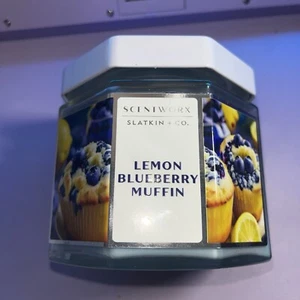 SCENTWORX
SLATKIN + CO.
LEMON
BLUEBERRY
MUFFIN